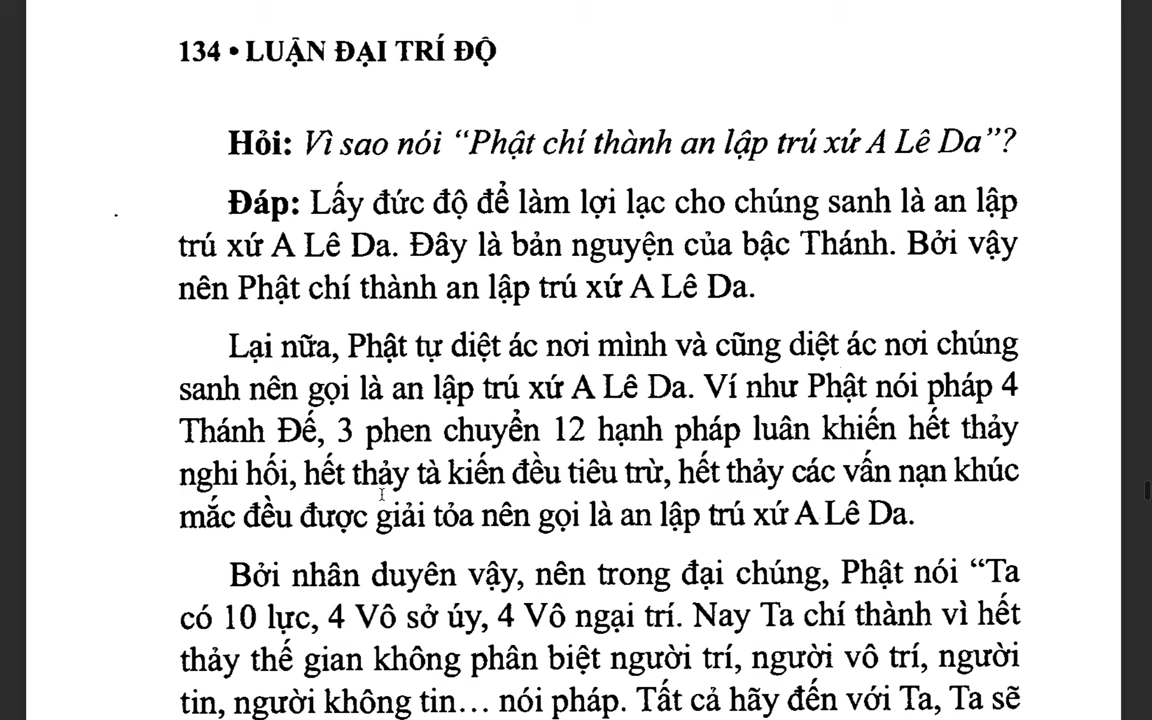 134 • LUẬN ĐẠI TRÍ ĐỘ
Hỏi: Vì sao nói “Phật chí thành an lập trú xứ A Lê Da”?
Đáp: Lấy đức độ để làm lợi lạc cho chúng sanh là an lập
trú xứ A Lê Da. Đây là bản nguyện của bậc Thánh. Bởi vậy
nên Phật chí thành an lập trú xứ A Lê Da.
Lại nữa, Phật tự diệt ác nơi mình và cũng diệt ác nơi chúng
sanh nên gọi là an lập trú xứ A Lê Da. Ví như Phật nói pháp 4
Thánh Đế, 3 phen chuyển 12 hạnh pháp luân khiến hết thảy
nghi hối, hết thảy tà kiến đều tiêu trừ, hết thảy các vấn nạn khúc
mắc đều được giải tỏa nên gọi là an lập trú xứ A Lê Da.
Bởi nhân duyên vậy, nên trong đại chúng, Phật nói “Ta
có 10 lực, 4 Vô sở úy, 4 Vô ngại trí. Nay Ta chí thành vì hết
thảy thế gian không phân biệt người trí, người vô trí, người
tin, người không tin... nói pháp. Tất cả hãy đến với Ta, Ta sẽ